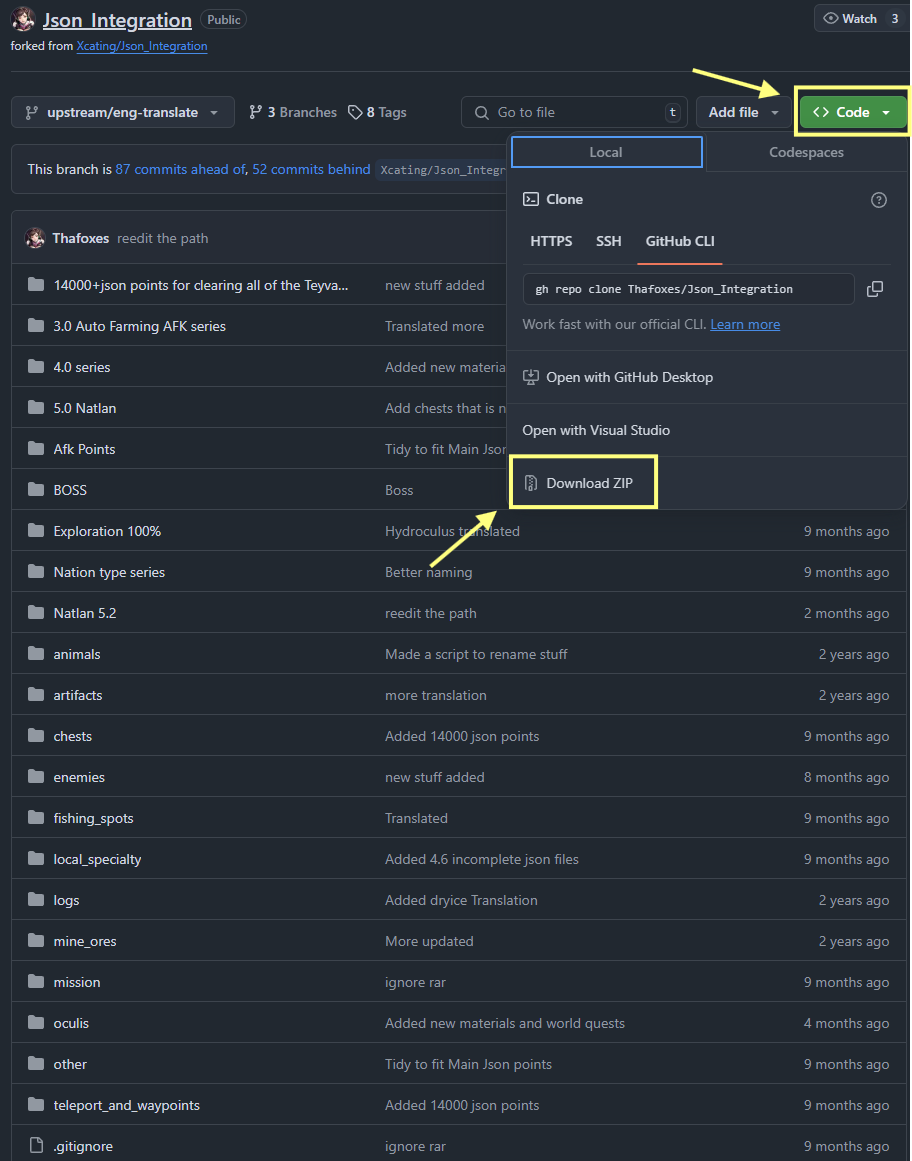 Json_Integration Public
Watch 3
forked from Xcating/Json_Integration
upstream/eng-translate 3 Branches 8 Tags Go to file t Add file Code
This branch is 87 commits ahead of, 52 commits behind Xcating/Json_Integr
Local Codespaces
Clone
HTTPS SSH GitHub CLI
gh repo clone Thafoxes/Json_Integration
Work fast with our official CLI. Learn more
Open with GitHub Desktop
Open with Visual Studio
Download ZIP
Thafoxes reedit the path
14000+json points for clearing all of the Teyva... new stuff added
3.0 Auto Farming AFK series Translated more
4.0 series Added new materia
5.0 Natlan Add chests that is n
Afk Points Tidy to fit Main Json
BOSS Boss
Exploration 100% Hydroculus translated 9 months ago
Nation type series Better naming 9 months ago
Natlan 5.2 reedit the path 2 months ago
animals Made a script to rename stuff 2 years ago
artifacts more translation 2 years ago
chests Added 14000 json points 9 months ago
enemies new stuff added 8 months ago
fishing_spots Translated 9 months ago
local_specialty Added 4.6 incomplete json files 9 months ago
logs Added dryice Translation 2 years ago
mine_ores More updated 2 years ago
mission ignore rar 9 months ago
oculis Added new materials and world quests 4 months ago
other Tidy to fit Main Json points 9 months ago
teleport_and_waypoints Added 14000 json points 9 months ago
.gitignore ignore rar 9 months ago